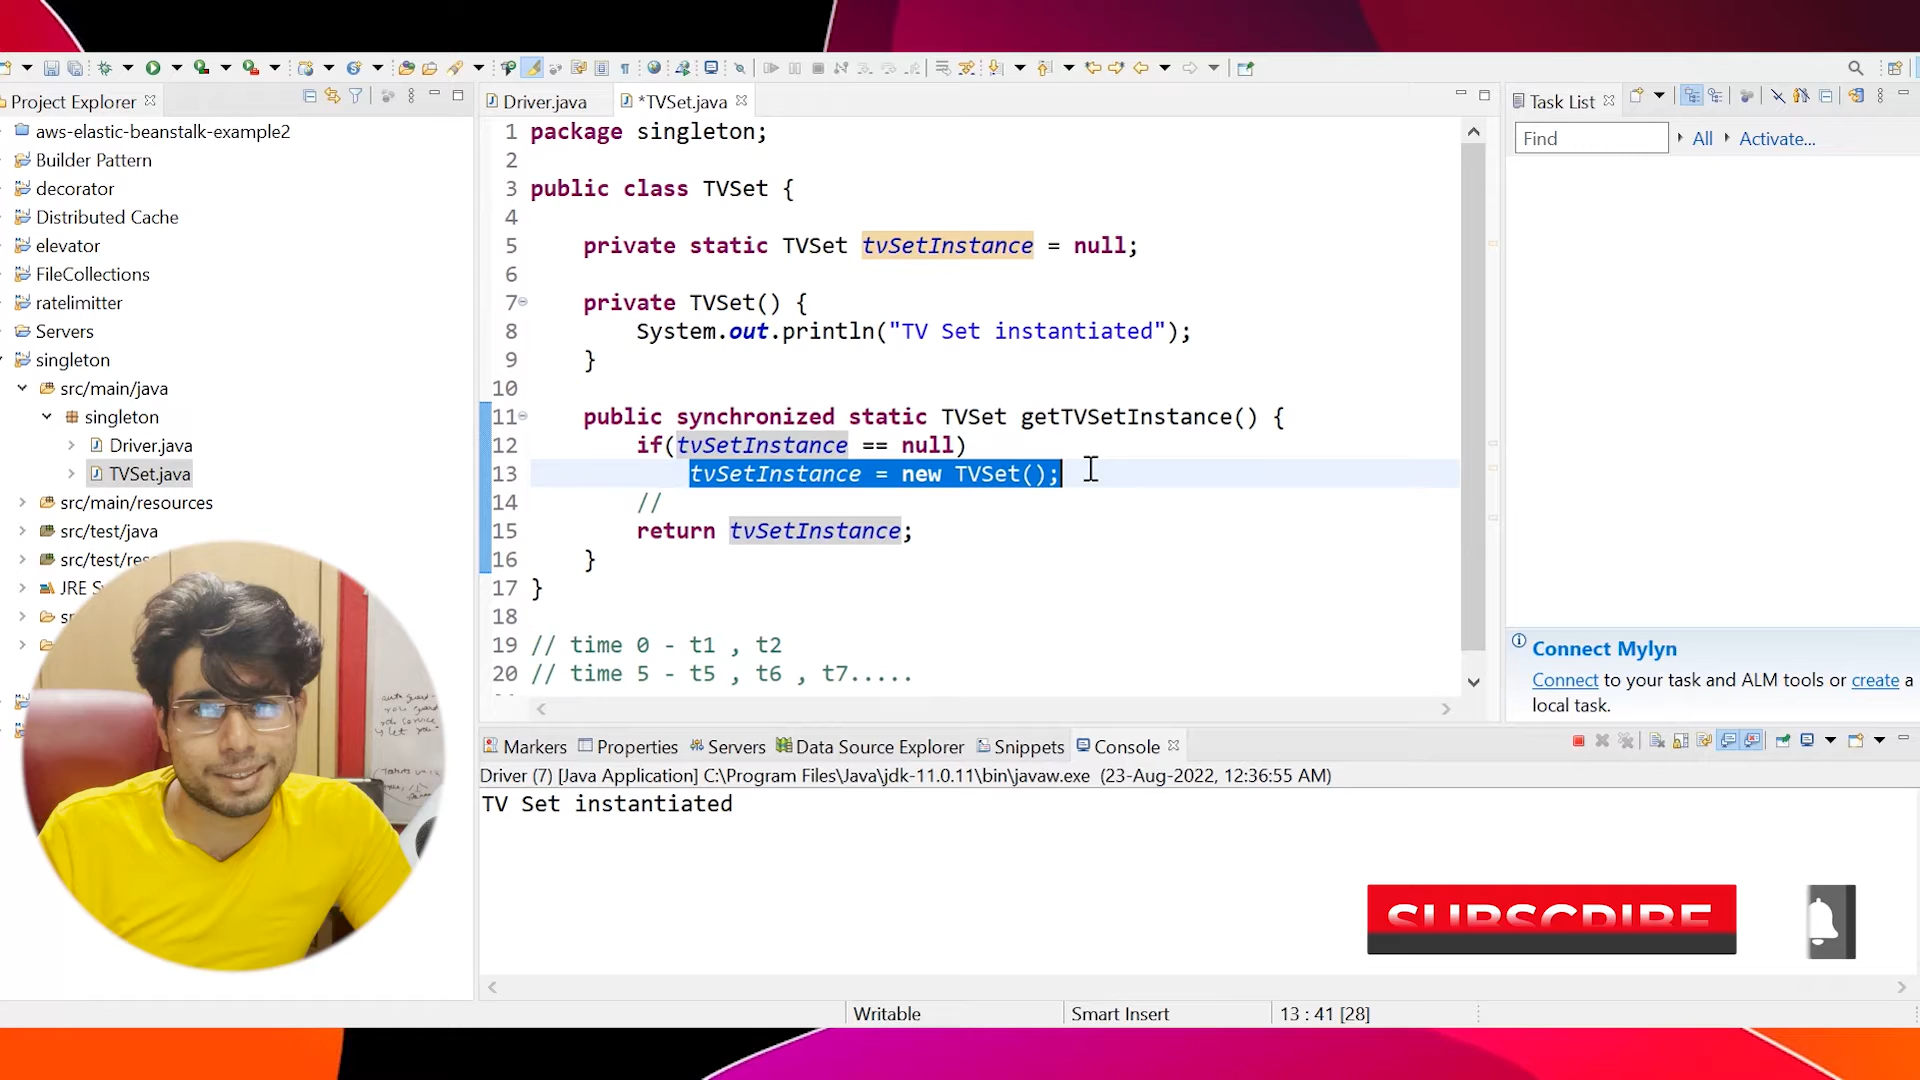 Project Explorer
Driver.java
*TVSet.java
Task List
aws-elastic-beanstalk-example2
Builder Pattern
decorator
Distributed Cache
elevator
FileCollections
ratelimitter
Servers
singleton
src/main/java
singleton
Driver.java
TVSet.java
src/main/resources
src/test/java
src/test/res
JRE S
1 package singleton;
2
3 public class TVSet {
4
5 private static TVSet tvSetInstance = null;
6
7 private TVSet() {
8 System.out.println("TV Set instantiated");
9 }
10
11 public synchronized static TVSet getTVSetInstance() {
12 if(tvSetInstance == null)
13 tvSetInstance = new TVSet();
14 //
15 return tvSetInstance;
16 }
17 }
18
19 // time 0 - t1 , t2
20 // time 5 - t5 , t6 , t7.....
Find
All
Activate...
Connect Mylyn
Connect to your task and ALM tools or create a
local task.
Markers
Properties
Servers
Data Source Explorer
Snippets
Console
Driver (7) [Java Application] C:\Program Files\Java\jdk-11.0.11\bin\javaw.exe (23-Aug-2022, 12:36:55 AM)
TV Set instantiated
SUBSCRIBE
Writable
Smart Insert
13 : 41 [28]